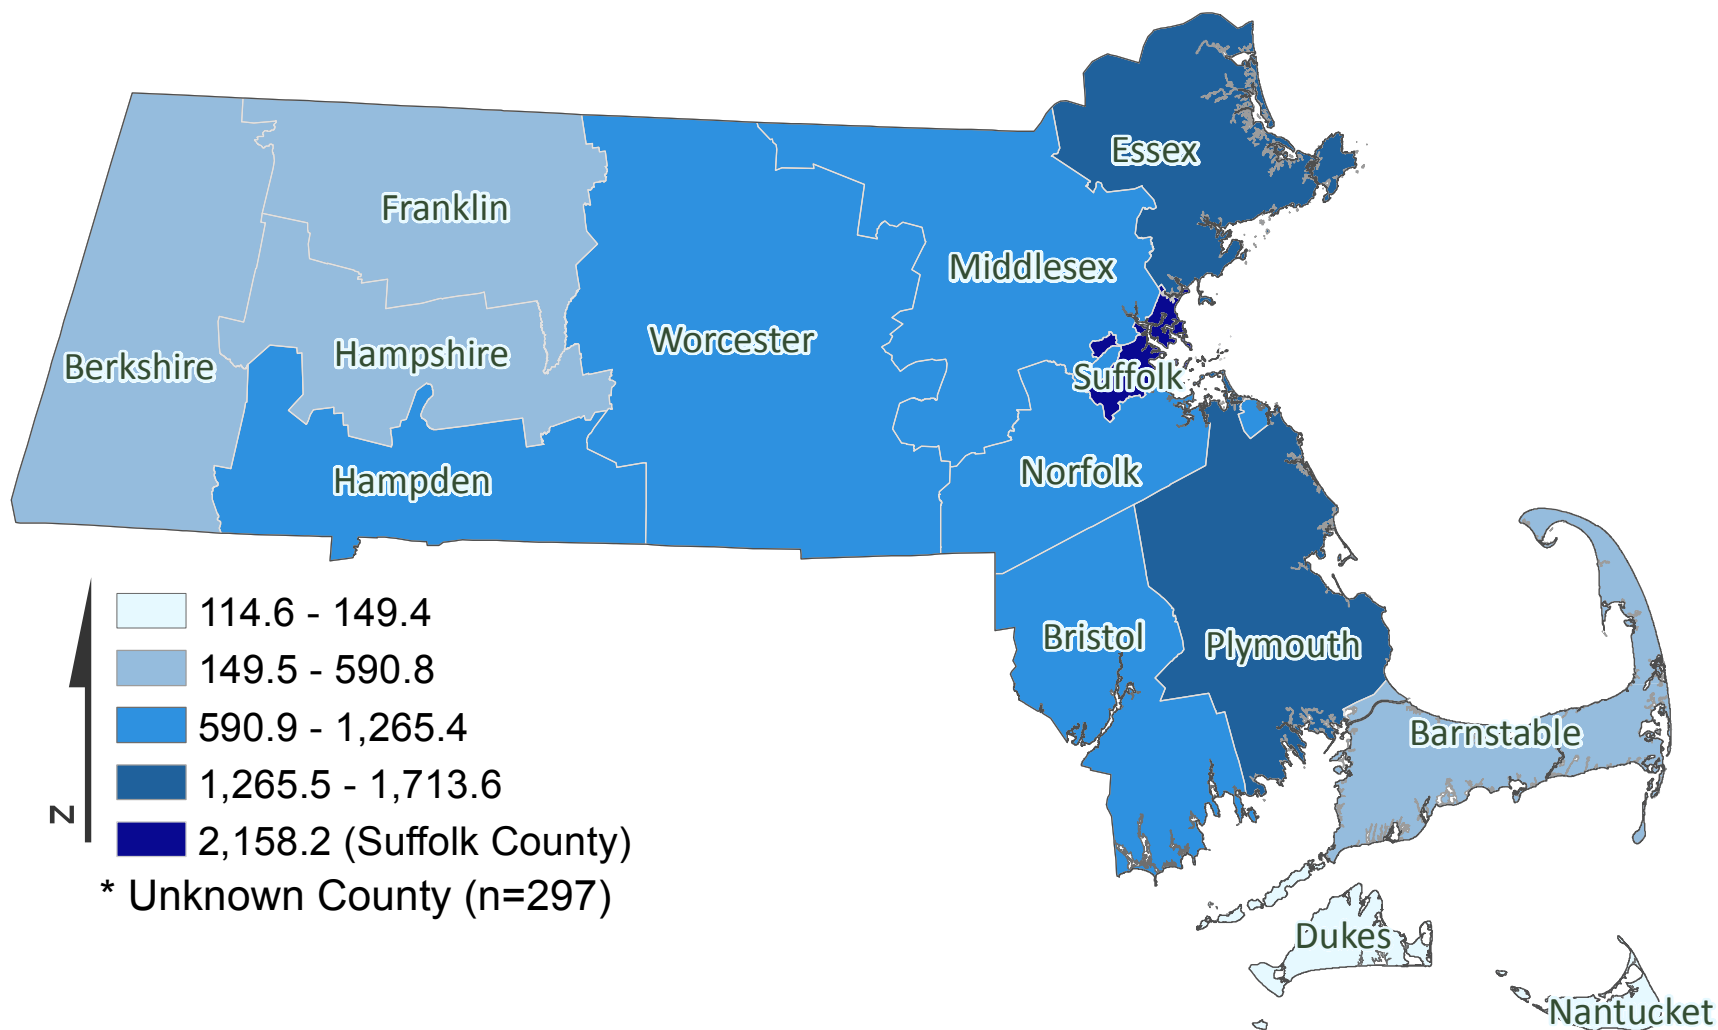 Essex
Franklin
Middlesex
Worcester
Hampshire
Berkshire
Suffolk
Norfolk
Hampden
Bristol
Plymouth
Barnstable
Dukes
Nantucket
114.6 - 149.4
149.5 - 590.8
590.9 - 1,265.4
1,265.5 - 1,713.6
2,158.2 (Suffolk County)
* Unknown County (n=297)
N